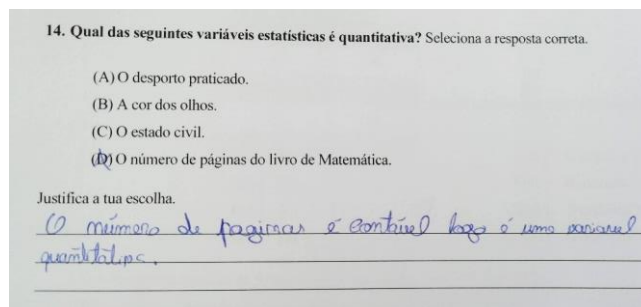 14. Qual das seguintes variáveis estatísticas é quantitativa? Seleciona a resposta correta.
(A) O desporto praticado.
(B) A cor dos olhos.
(C) O estado civil.
(D) O número de páginas do livro de Matemática.
Justifica a tua escolha.
O número de paginas é contável logo é uma variavel
quantitativa.